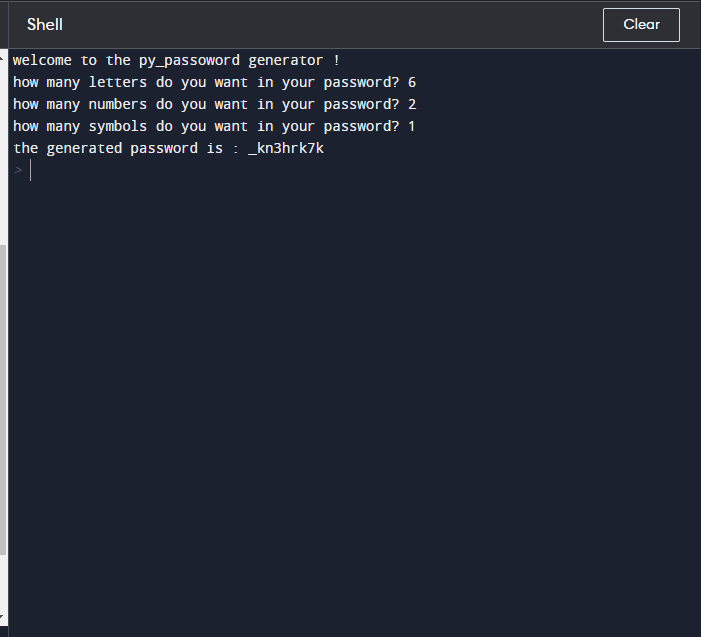 Shell
Clear
welcome to the py_passoword generator !
how many letters do you want in your password? 6
how many numbers do you want in your password? 2
how many symbols do you want in your password? 1
the generated password is : _kn3hrk7k
>